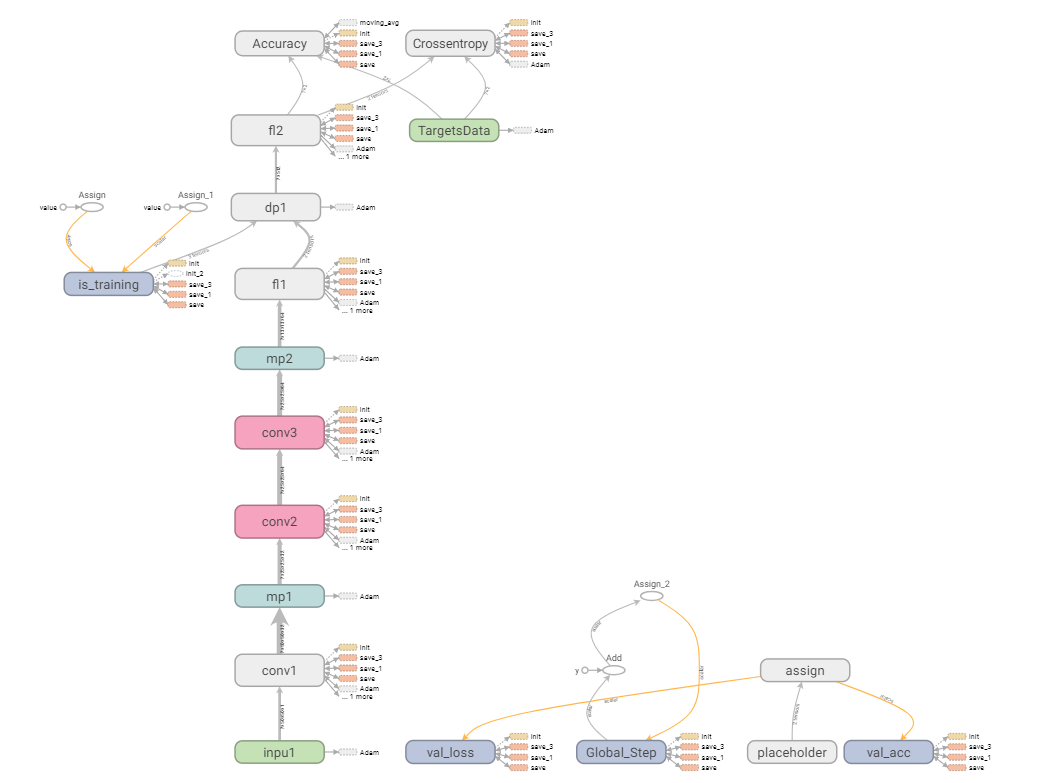 Accuracy
moving_avg
init
save_3
save_1
save
Crossentropy
init
save_3
save_1
save
Adam
fl2
init
save_3
save_1
save
Adam
... 1 more
TargetsData
Adam
dp1
Adam
Assign
value
Assign_1
value
is_training
init
init_2
save_3
save_1
save
fl1
init
save_3
save_1
save
Adam
... 1 more
mp2
Adam
conv3
init
save_3
save_1
save
Adam
... 1 more
conv2
init
save_3
save_1
save
Adam
... 1 more
mp1
Adam
conv1
init
save_3
save_1
save
Adam
... 1 more
inpu1
Adam
Assign_2
Add
y
assign
val_loss
init
save_3
save_1
save
Global_Step
init
save_3
save_1
save
placeholder
val_acc
init
save_3
save_1
save